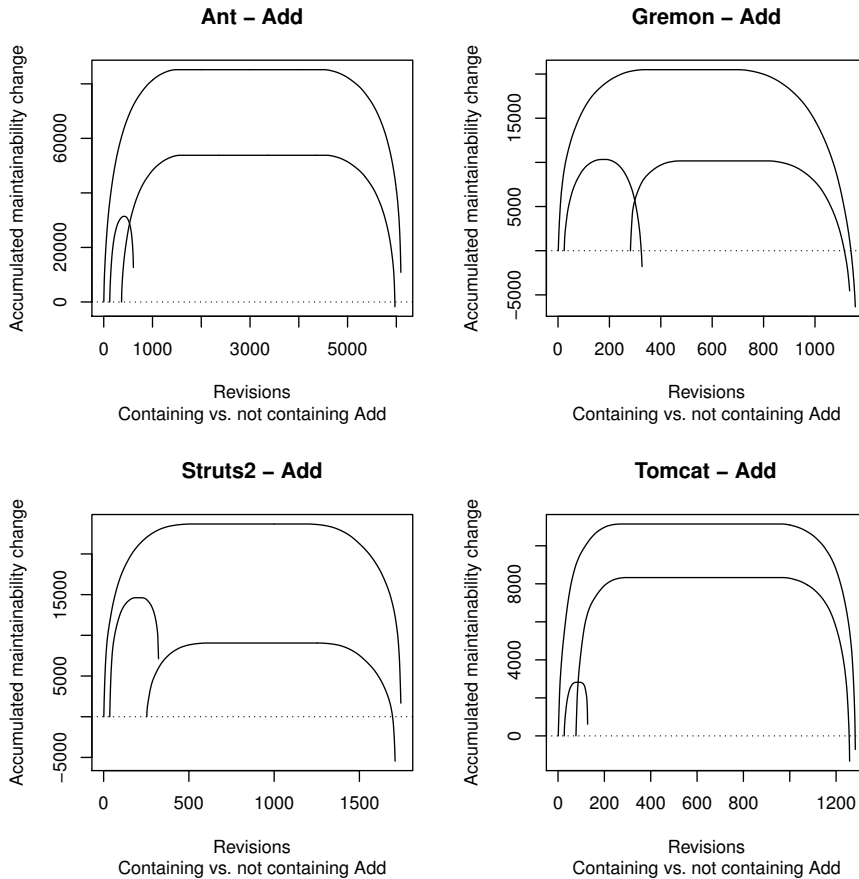 Ant – Add
Accumulated maintainability change
0 20000 60000
0 1000 3000 5000
Revisions
Containing vs. not containing Add
Gremon – Add
Accumulated maintainability change
−5000 5000 15000
0 200 400 600 800 1000
Revisions
Containing vs. not containing Add
Struts2 – Add
Accumulated maintainability change
−5000 5000 15000
0 500 1000 1500
Revisions
Containing vs. not containing Add
Tomcat – Add
Accumulated maintainability change
0 4000 8000
0 200 400 600 800 1200
Revisions
Containing vs. not containing Add